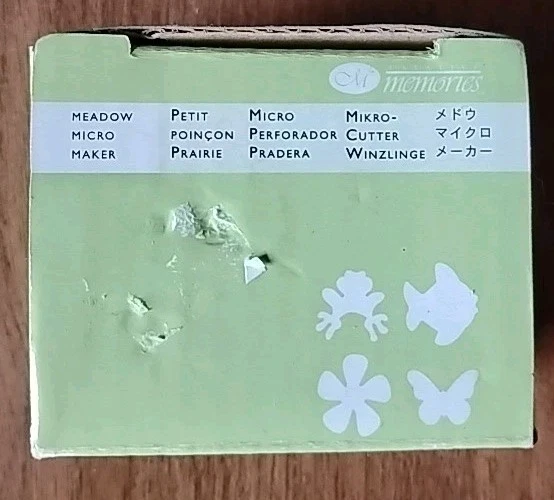 M
memories
MEADOW
MICRO
MAKER
PETIT
POINÇON
PRAIRIE
MICRO
PERFORADOR
PRADERA
MIKRO-
CUTTER
WINZLINGE
メドウ
マイクロ
メーカー